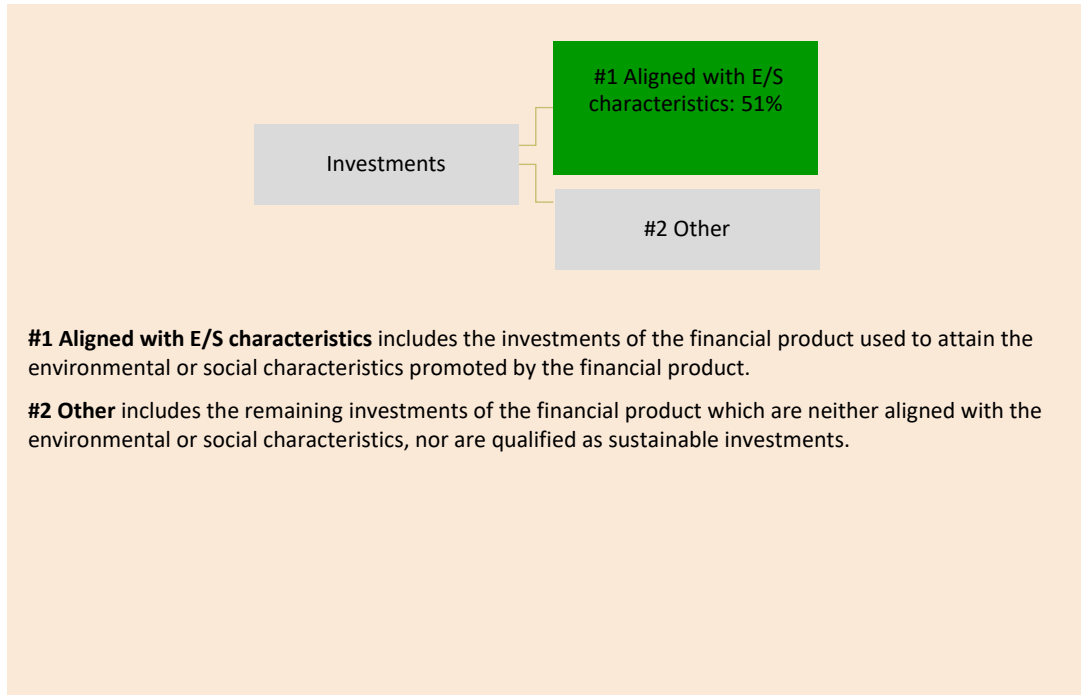 #1 Aligned with E/S
characteristics: 51%
Investments
#2 Other
#1 Aligned with E/S characteristics includes the investments of the financial product used to attain the
environmental or social characteristics promoted by the financial product.
#2 Other includes the remaining investments of the financial product which are neither aligned with the
environmental or social characteristics, nor are qualified as sustainable investments.